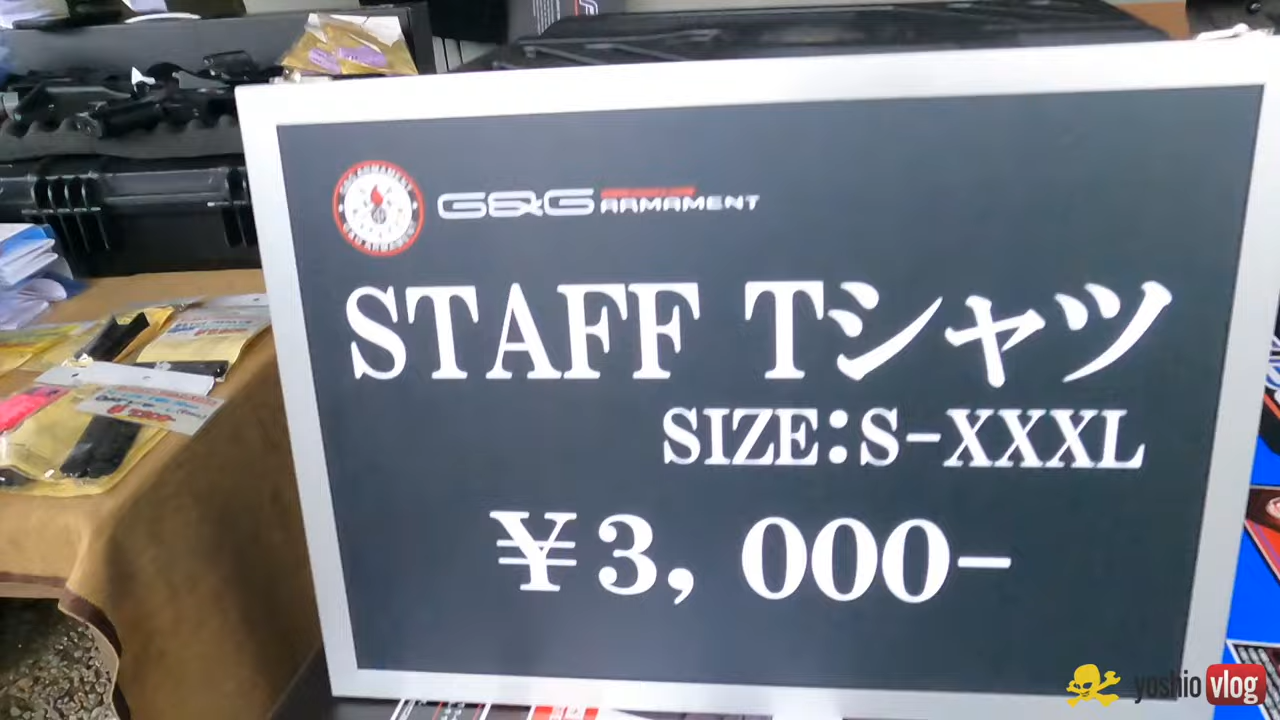 G&G ARMAMENT
STAFF Tシャツ
SIZE:S-XXXL
¥3,000-
yoshio vlog